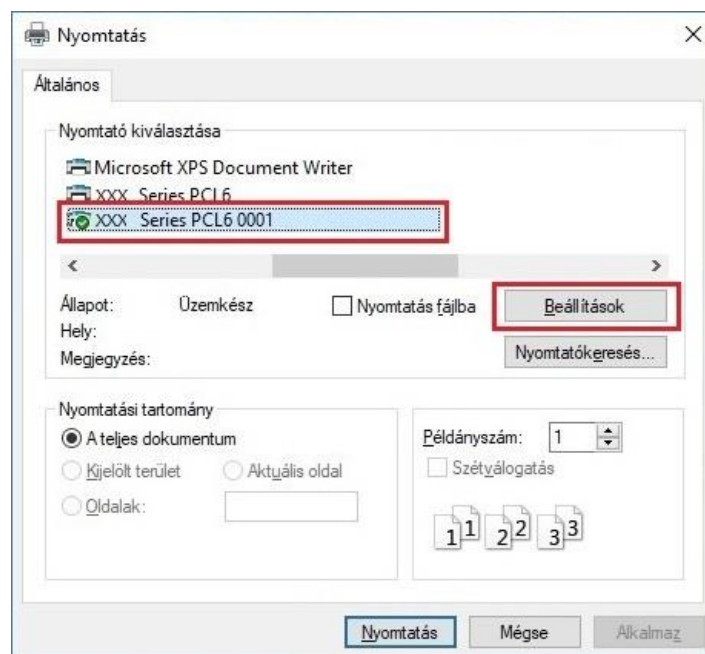 Nyomtatás
Általános
Nyomtató kiválasztása
Microsoft XPS Document Writer
XXX Series PCL6
XXX Series PCL6 0001
Állapot: Üzemkész Nyomtatás fájlba Beállítások
Hely:
Megjegyzés: Nyomtatókeresés...
Nyomtatási tartomány
A teljes dokumentum Példányszám: 1
Kijelölt terület Aktuális oldal Szétválogatás
Oldalak:
1 1 2 2 3 3
Nyomtatás Mégse Alkalmaz